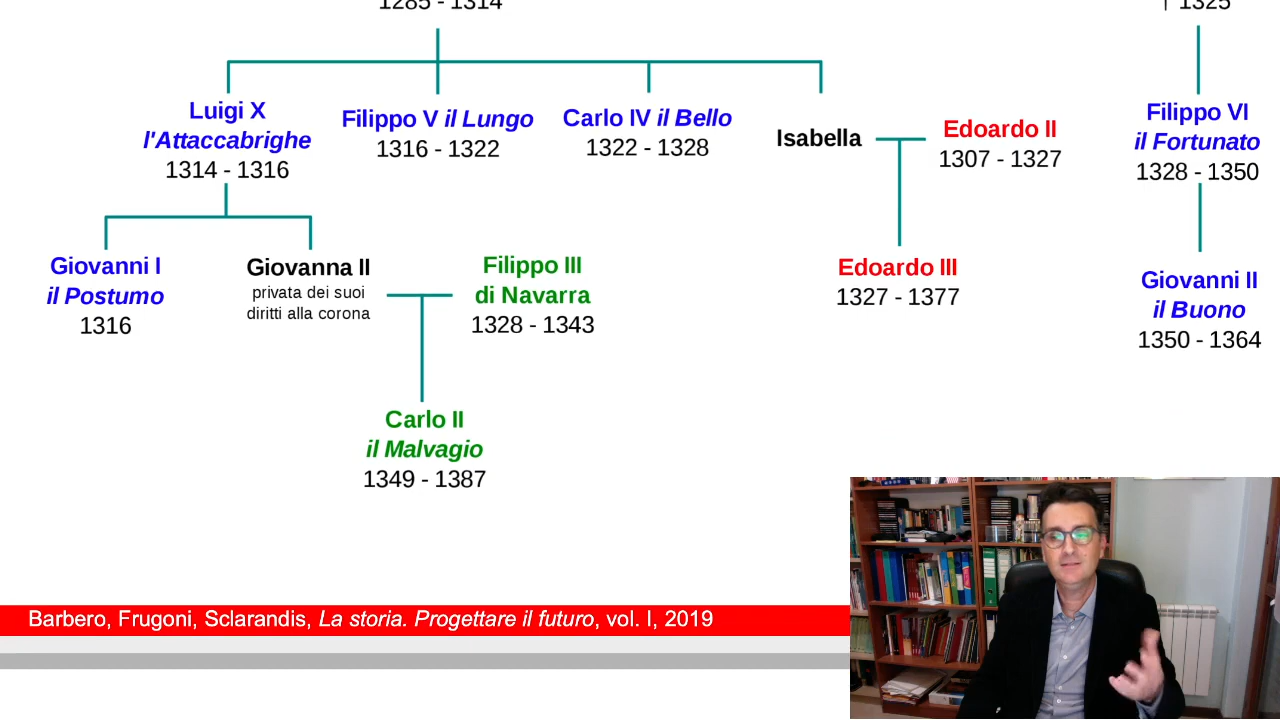 1285 - 1314
† 1325
Luigi X
l'Attaccabrighe
1314 - 1316
Filippo V il Lungo
1316 - 1322
Carlo IV il Bello
1322 - 1328
Isabella
Edoardo II
1307 - 1327
Filippo VI
il Fortunato
1328 - 1350
Giovanni I
il Postumo
1316
Giovanna II
privata dei suoi
diritti alla corona
Filippo III
di Navarra
1328 - 1343
Edoardo III
1327 - 1377
Giovanni II
il Buono
1350 - 1364
Carlo II
il Malvagio
1349 - 1387
Barbero, Frugoni, Sclarandis, La storia. Progettare il futuro, vol. I, 2019